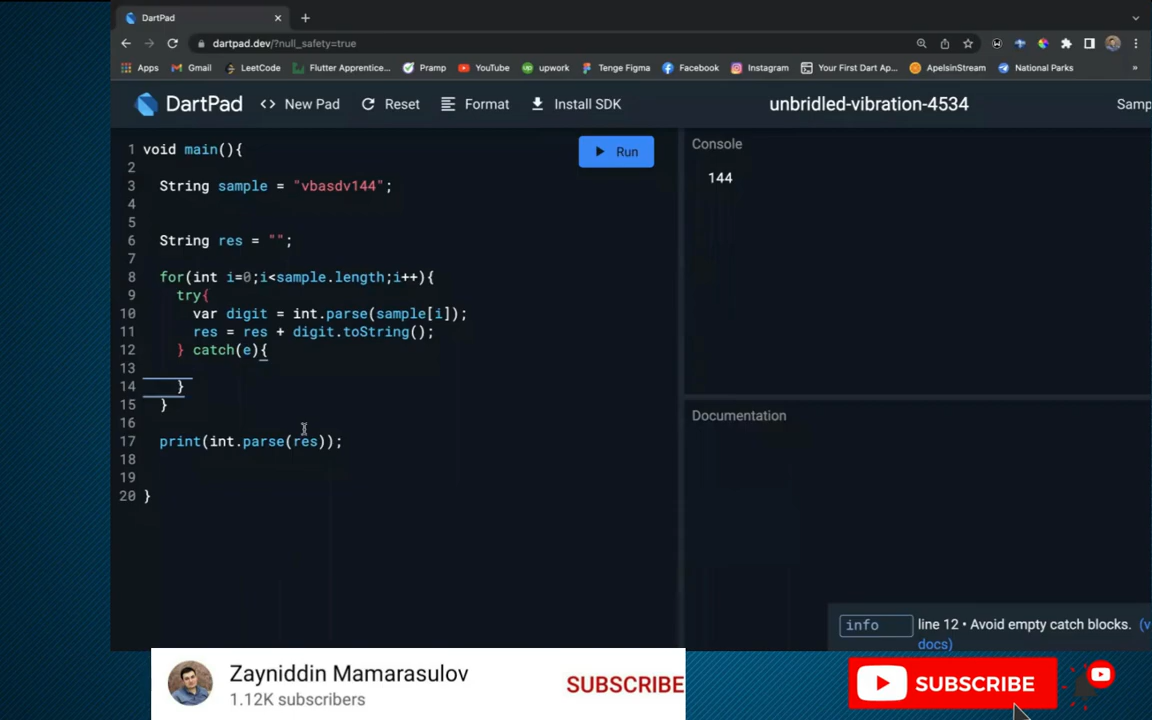 DartPad
dartpad.dev/?null_safety=true
Apps Gmail LeetCode Flutter Apprentice... Pramp YouTube upwork Tenge Figma Facebook Instagram Your First Dart Ap... ApelsinStream National Parks »
DartPad <> New Pad Reset Format Install SDK unbridled-vibration-4534 Samp
Run
1 void main(){
2
3 String sample = "vbasdv144";
4
5
6 String res = "";
7
8 for(int i=0;i<sample.length;i++){
9 try{
10 var digit = int.parse(sample[i]);
11 res = res + digit.toString();
12 } catch(e){
13
14 }
15 }
16
17 print(int.parse(res));
18
19
20 }
Console
144
Documentation
info line 12 • Avoid empty catch blocks. (v
docs)
Zayniddin Mamarasulov
1.12K subscribers
SUBSCRIBE
SUBSCRIBE